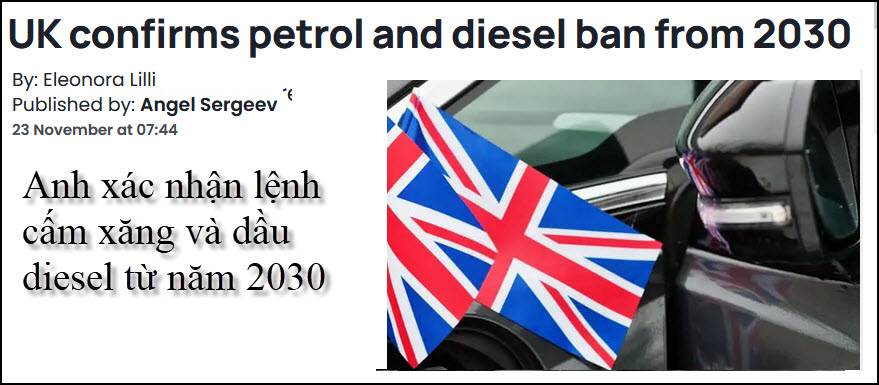 UK confirms petrol and diesel ban from 2030
By: Eleonora Lilli
Published by: Angel Sergeev
23 November at 07:44
Anh xác nhận lệnh
cấm xăng và dầu
diesel từ năm 2030